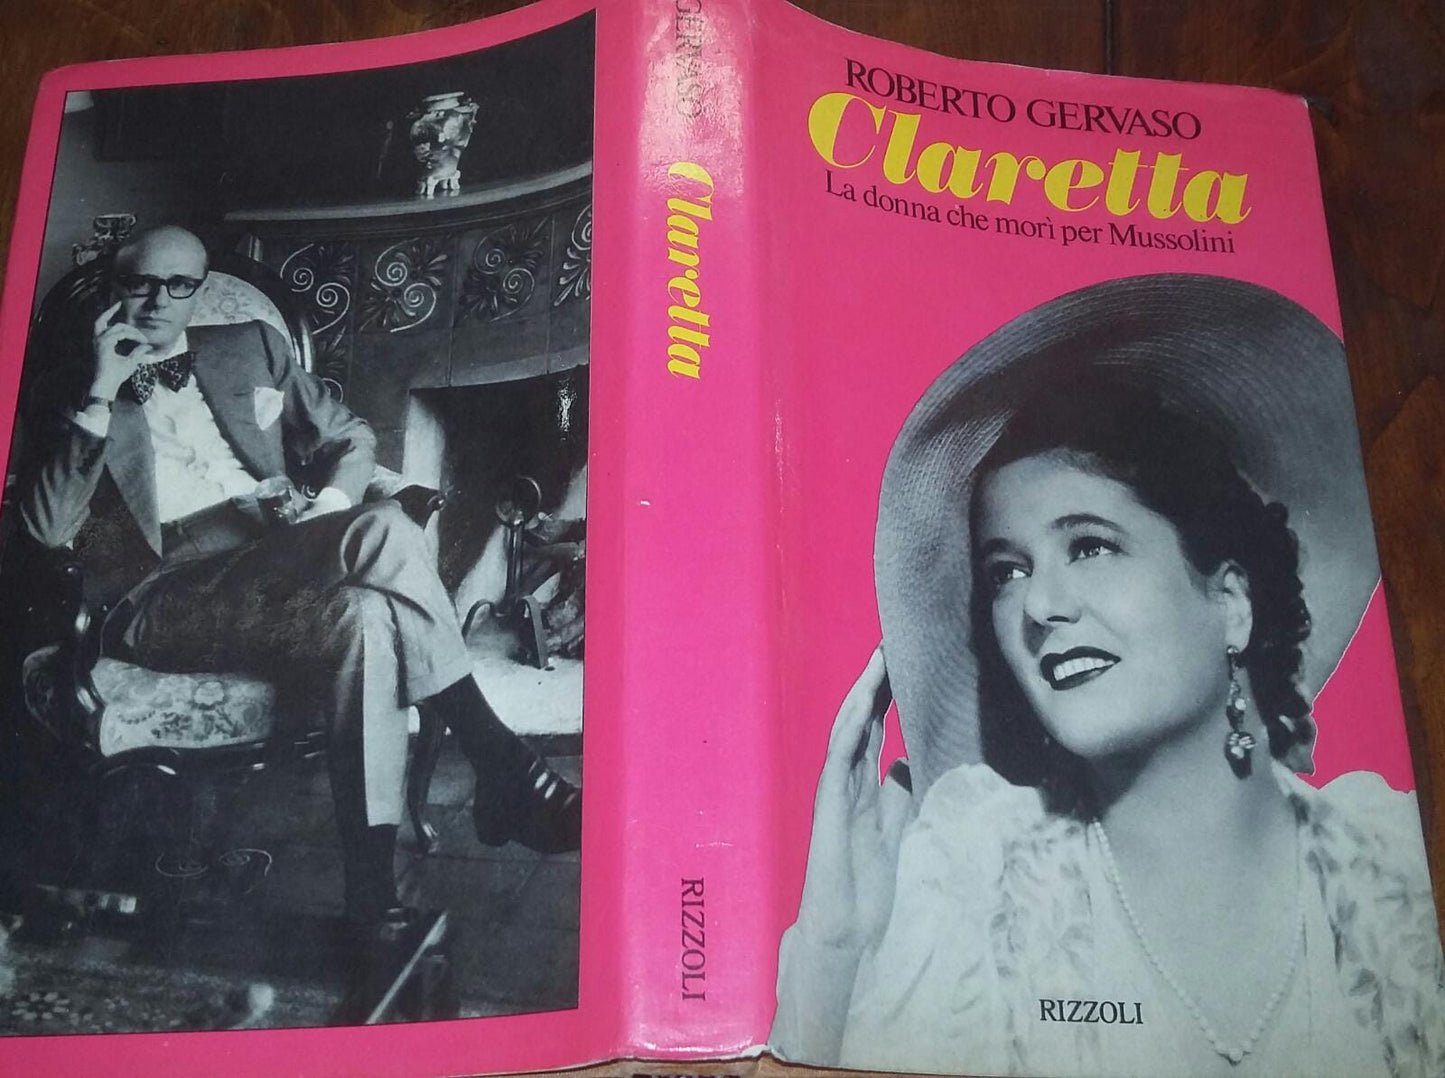 ROBERTO GERVASO
Claretta
La donna che morì per Mussolini
RIZZOLI
GERVASO
Claretta
RIZZOLI